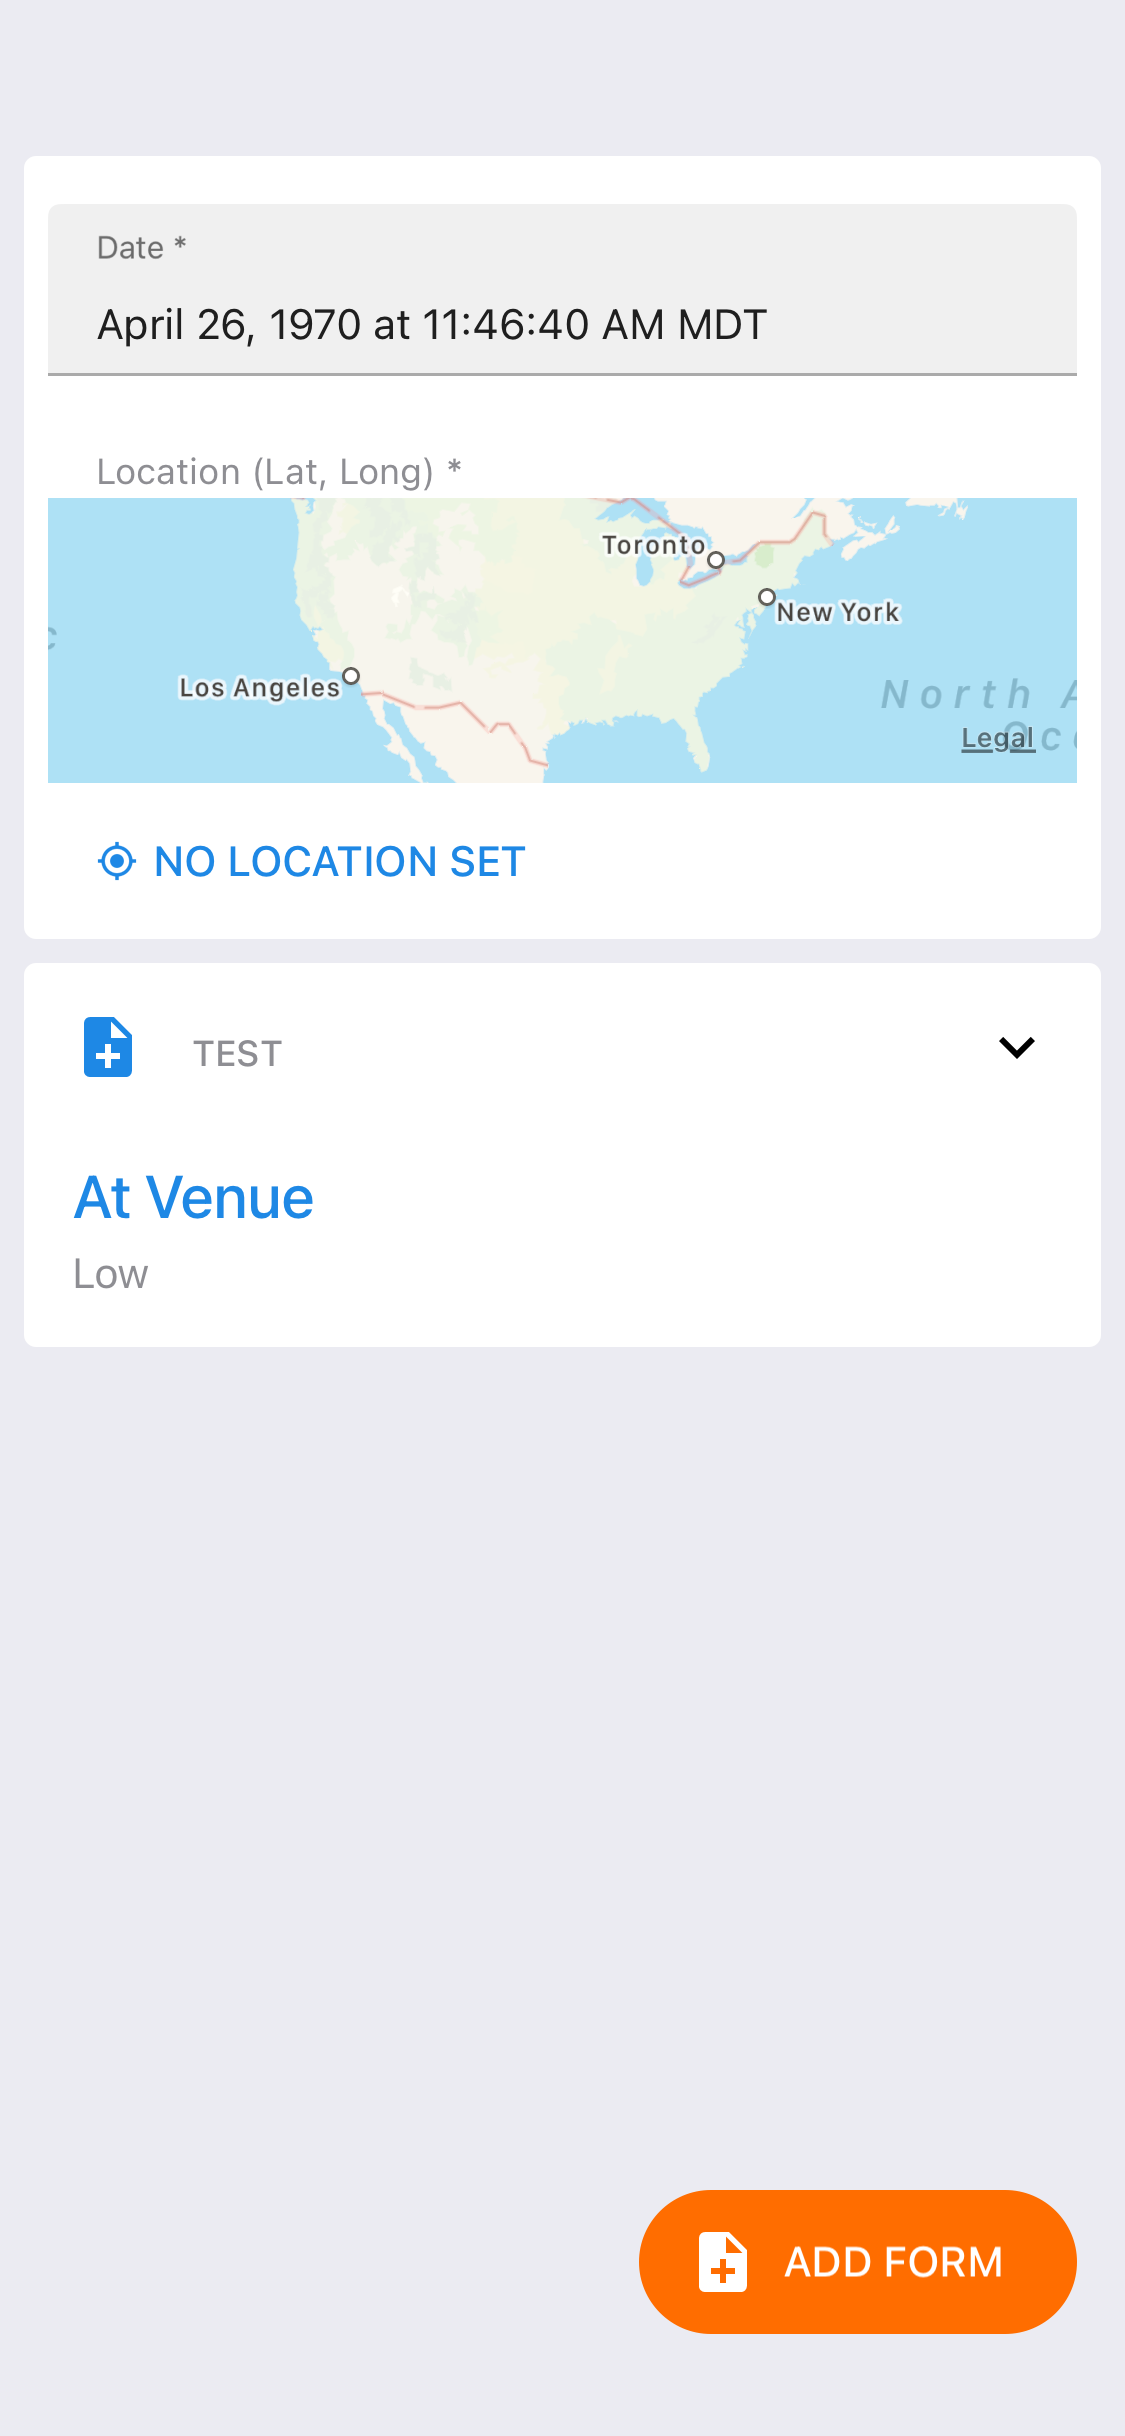 Date *
April 26, 1970 at 11:46:40 AM MDT
Location (Lat, Long) *
Toronto
New York
Los Angeles
North A
Oc
Legal
NO LOCATION SET
TEST
At Venue
Low
ADD FORM